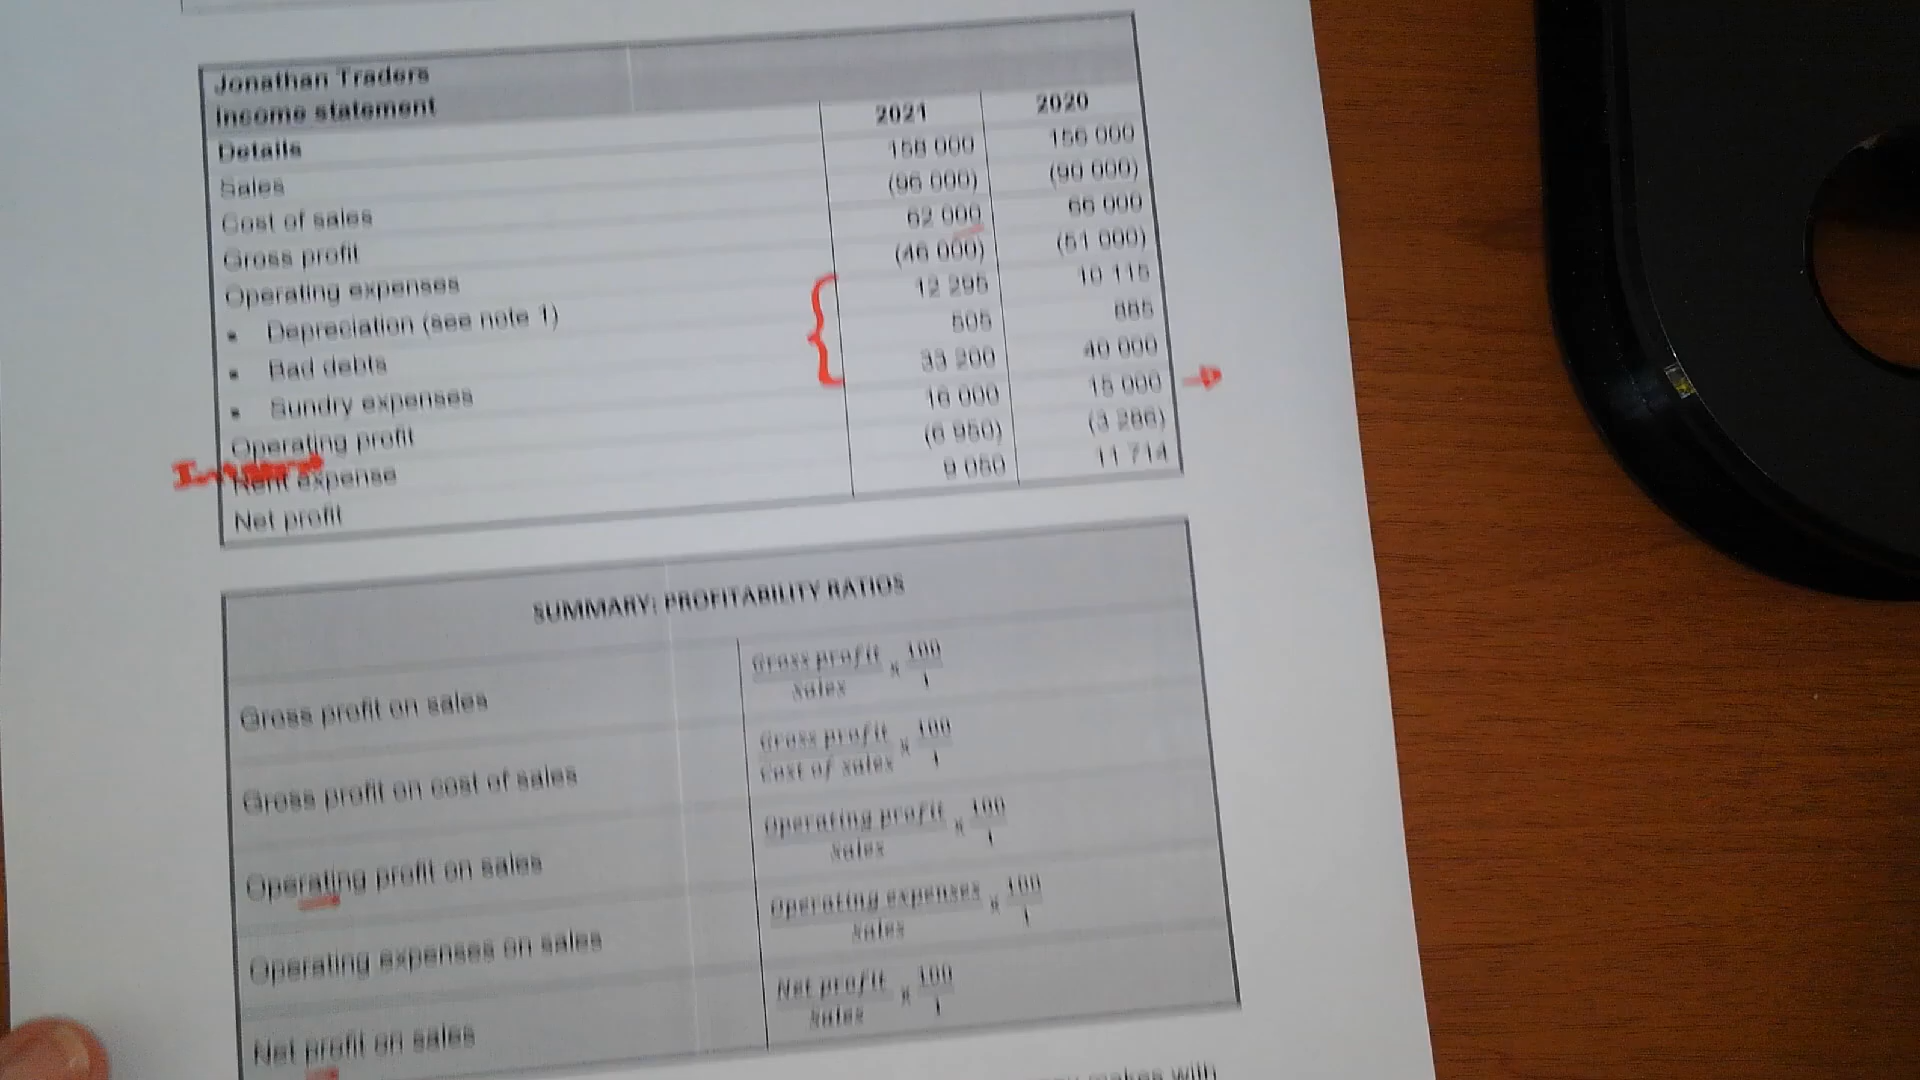 Jonathan Traders
Income statement
Details 2021 2020
Sales 158 000 156 000
Cost of sales (96 000) (90 000)
Gross profit 62 000 66 000
Operating expenses (46 000) (51 000)
• Depreciation (see note 1) 12 295 10 115
• Bad debts 505 885
• Sundry expenses 33 200 40 000
Operating profit 16 000 15 000
Rent expense (6 950) (3 286)
Net profit 9 050 11 714
SUMMARY: PROFITABILITY RATIOS
Gross profit on sales Gross profit / Sales x 100 / 1
Gross profit on cost of sales Gross profit / Cost of sales x 100 / 1
Operating profit on sales Operating profit / Sales x 100 / 1
Operating expenses on sales Operating expenses / Sales x 100 / 1
Net profit on sales Net profit / Sales x 100 / 1
makes with